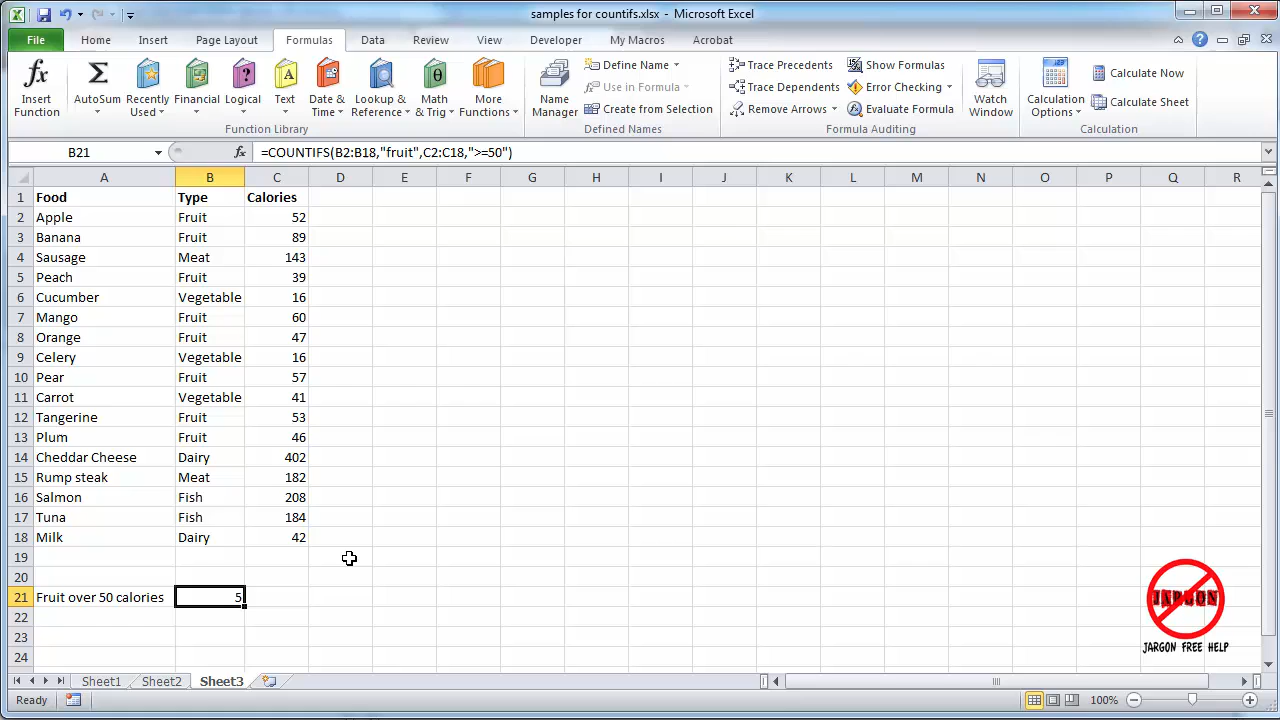 samples for countifs.xlsx - Microsoft Excel
File Home Insert Page Layout Formulas Data Review View Developer My Macros Acrobat
Insert Function
AutoSum
Recently Used
Financial
Logical
Text
Date & Time
Lookup & Reference
Math & Trig
More Functions
Function Library
Name Manager
Define Name
Use in Formula
Create from Selection
Defined Names
Trace Precedents
Trace Dependents
Remove Arrows
Show Formulas
Error Checking
Evaluate Formula
Formula Auditing
Watch Window
Calculation Options
Calculate Now
Calculate Sheet
Calculation
B21 fx =COUNTIFS(B2:B18,"fruit",C2:C18,">=50")
A B C D E F G H I J K L M N O P Q R
1 Food Type Calories
2 Apple Fruit 52
3 Banana Fruit 89
4 Sausage Meat 143
5 Peach Fruit 39
6 Cucumber Vegetable 16
7 Mango Fruit 60
8 Orange Fruit 47
9 Celery Vegetable 16
10 Pear Fruit 57
11 Carrot Vegetable 41
12 Tangerine Fruit 53
13 Plum Fruit 46
14 Cheddar Cheese Dairy 402
15 Rump steak Meat 182
16 Salmon Fish 208
17 Tuna Fish 184
18 Milk Dairy 42
19
20
21 Fruit over 50 calories 5
22
23
24
JARGON
JARGON FREE HELP
Sheet1 Sheet2 Sheet3
Ready 100%